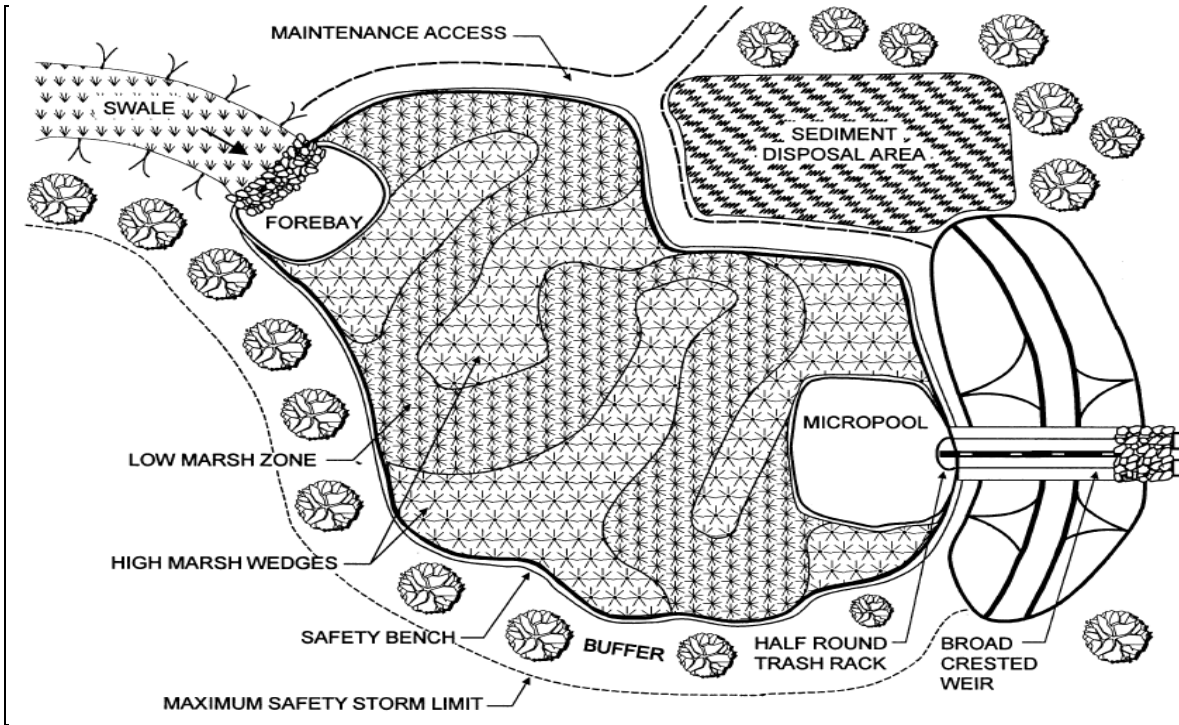 MAINTENANCE ACCESS
SWALE
SEDIMENT
DISPOSAL AREA
FOREBAY
MICROPOOL
LOW MARSH ZONE
HIGH MARSH WEDGES
SAFETY BENCH
BUFFER
HALF ROUND
TRASH RACK
BROAD
CRESTED
WEIR
MAXIMUM SAFETY STORM LIMIT